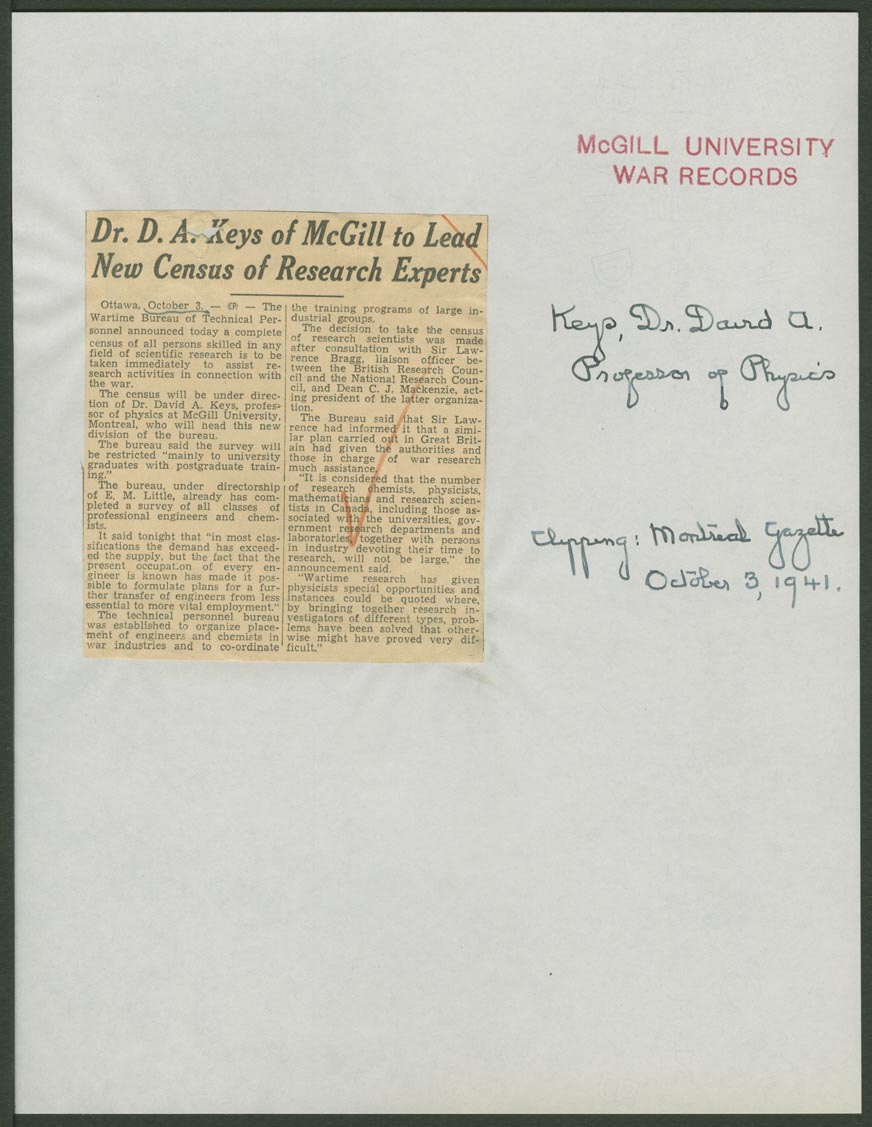 McGILL UNIVERSITY
WAR RECORDS
Dr. D. A. Keys of McGill to Lead
New Census of Research Experts
Ottawa, October 3. — (CP) — The
Wartime Bureau of Technical Per-
sonnel announced today a complete
census of all persons skilled in any
field of scientific research is to be
taken immediately to assist re-
search activities in connection with
the war.
The census will be under direc-
tion of Dr. David A. Keys, profes-
sor of physics at McGill University,
Montreal, who will head this new
division of the bureau.
The bureau said the survey will
be restricted "mainly to university
graduates with postgraduate train-
ing."
The bureau, under directorship
of E. M. Little, already has com-
pleted a survey of all classes of
professional engineers and chem-
ists.
It said tonight that "in most clas-
sifications the demand has exceed-
ed the supply, but the fact that the
present occupation of every en-
gineer is known has made it pos-
sible to formulate plans for a fur-
ther transfer of engineers from less
essential to more vital employment."
The technical personnel bureau
was established to organize place-
ment of engineers and chemists in
war industries and to co-ordinate
the training programs of large in-
dustrial groups.
The decision to take the census
of research scientists was made
after consultation with Sir Law-
rence Bragg, liaison officer be-
tween the British Research Coun-
cil and the National Research Coun-
cil, and Dean C. J. Mackenzie, act-
ing president of the latter organiza-
tion.
The Bureau said that Sir Law-
rence had informed it that a simi-
lar plan carried out in Great Brit-
ain had given the authorities and
those in charge of war research
much assistance.
"It is considered that the number
of research chemists, physicists,
mathematicians and research scien-
tists in Canada, including those as-
sociated with the universities, gov-
ernment research departments and
laboratories, together with persons
in industry devoting their time to
research, will not be large," the
announcement said.
"Wartime research has given
physicists special opportunities and
instances could be quoted where,
by bringing together research in-
vestigators of different types, prob-
lems have been solved that other-
wise might have proved very dif-
ficult."
Keys, Dr. David A.
Professor of Physics
Clipping: Montreal Gazette
October 3, 1941.